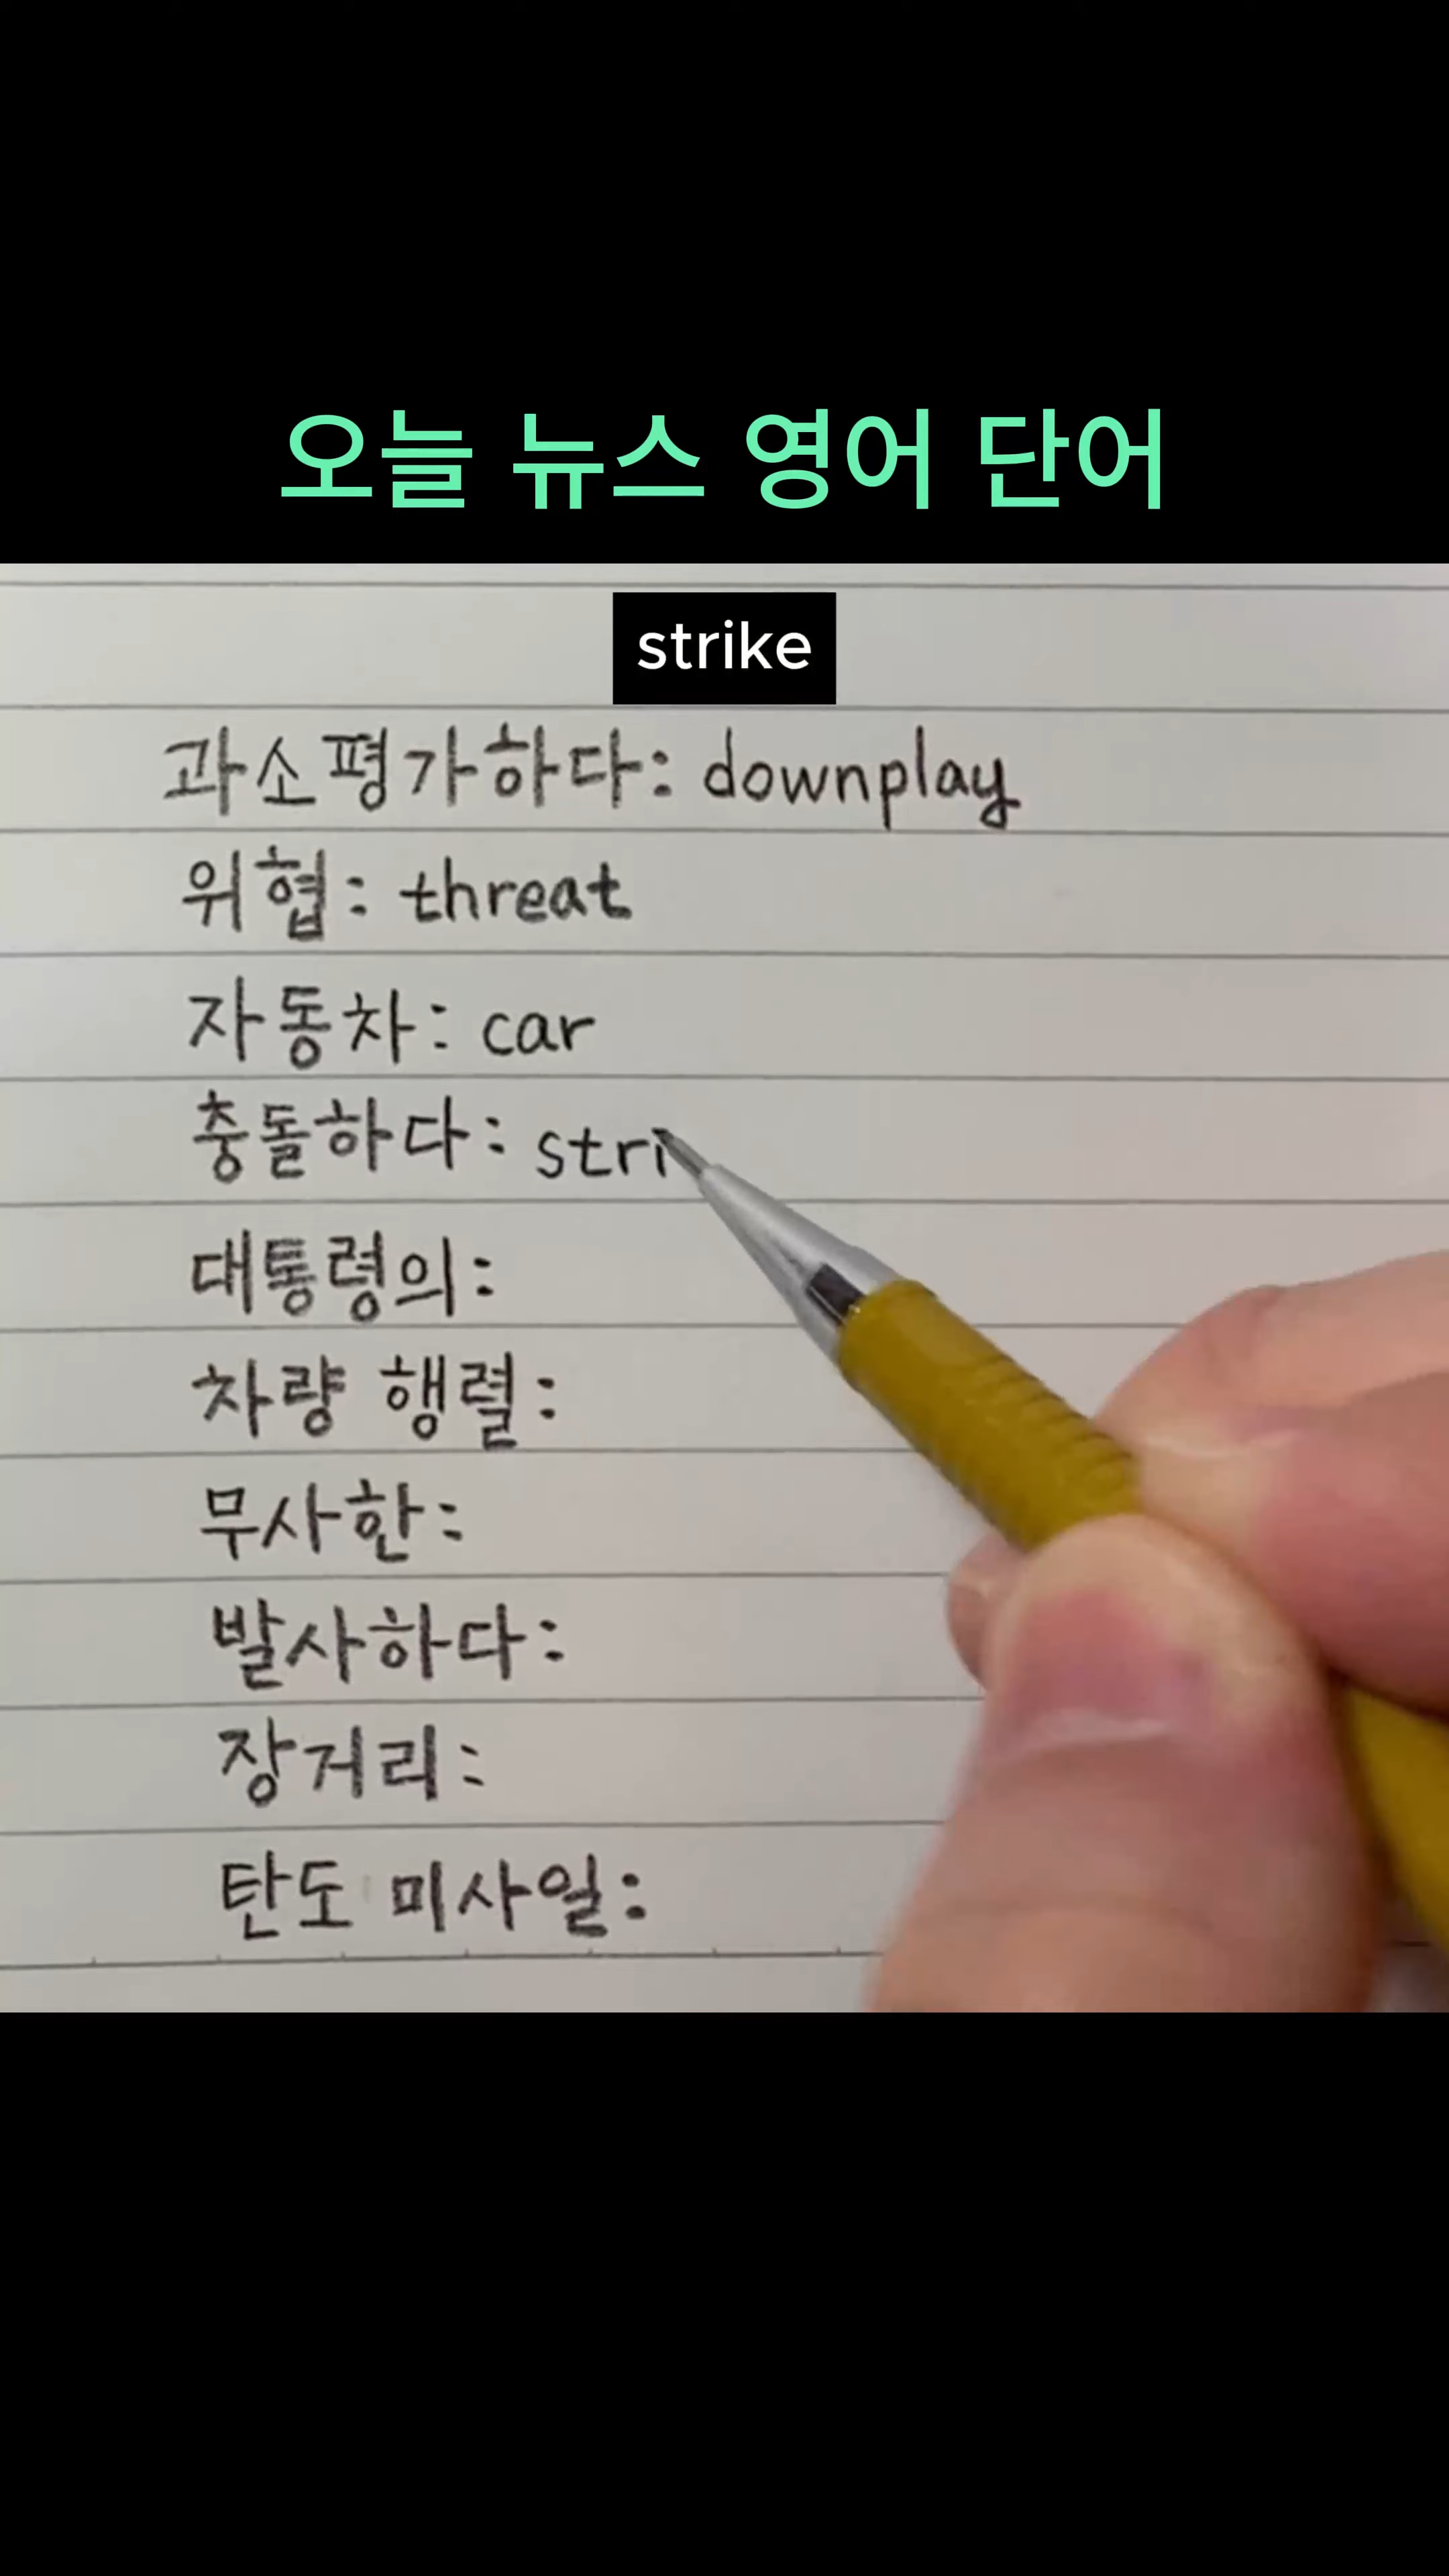 오늘 뉴스 영어 단어
strike
과소평가하다: downplay
위협: threat
자동차: car
충돌하다: stri
대통령의:
차량 행렬:
무사한:
발사하다:
장거리:
탄도 미사일: